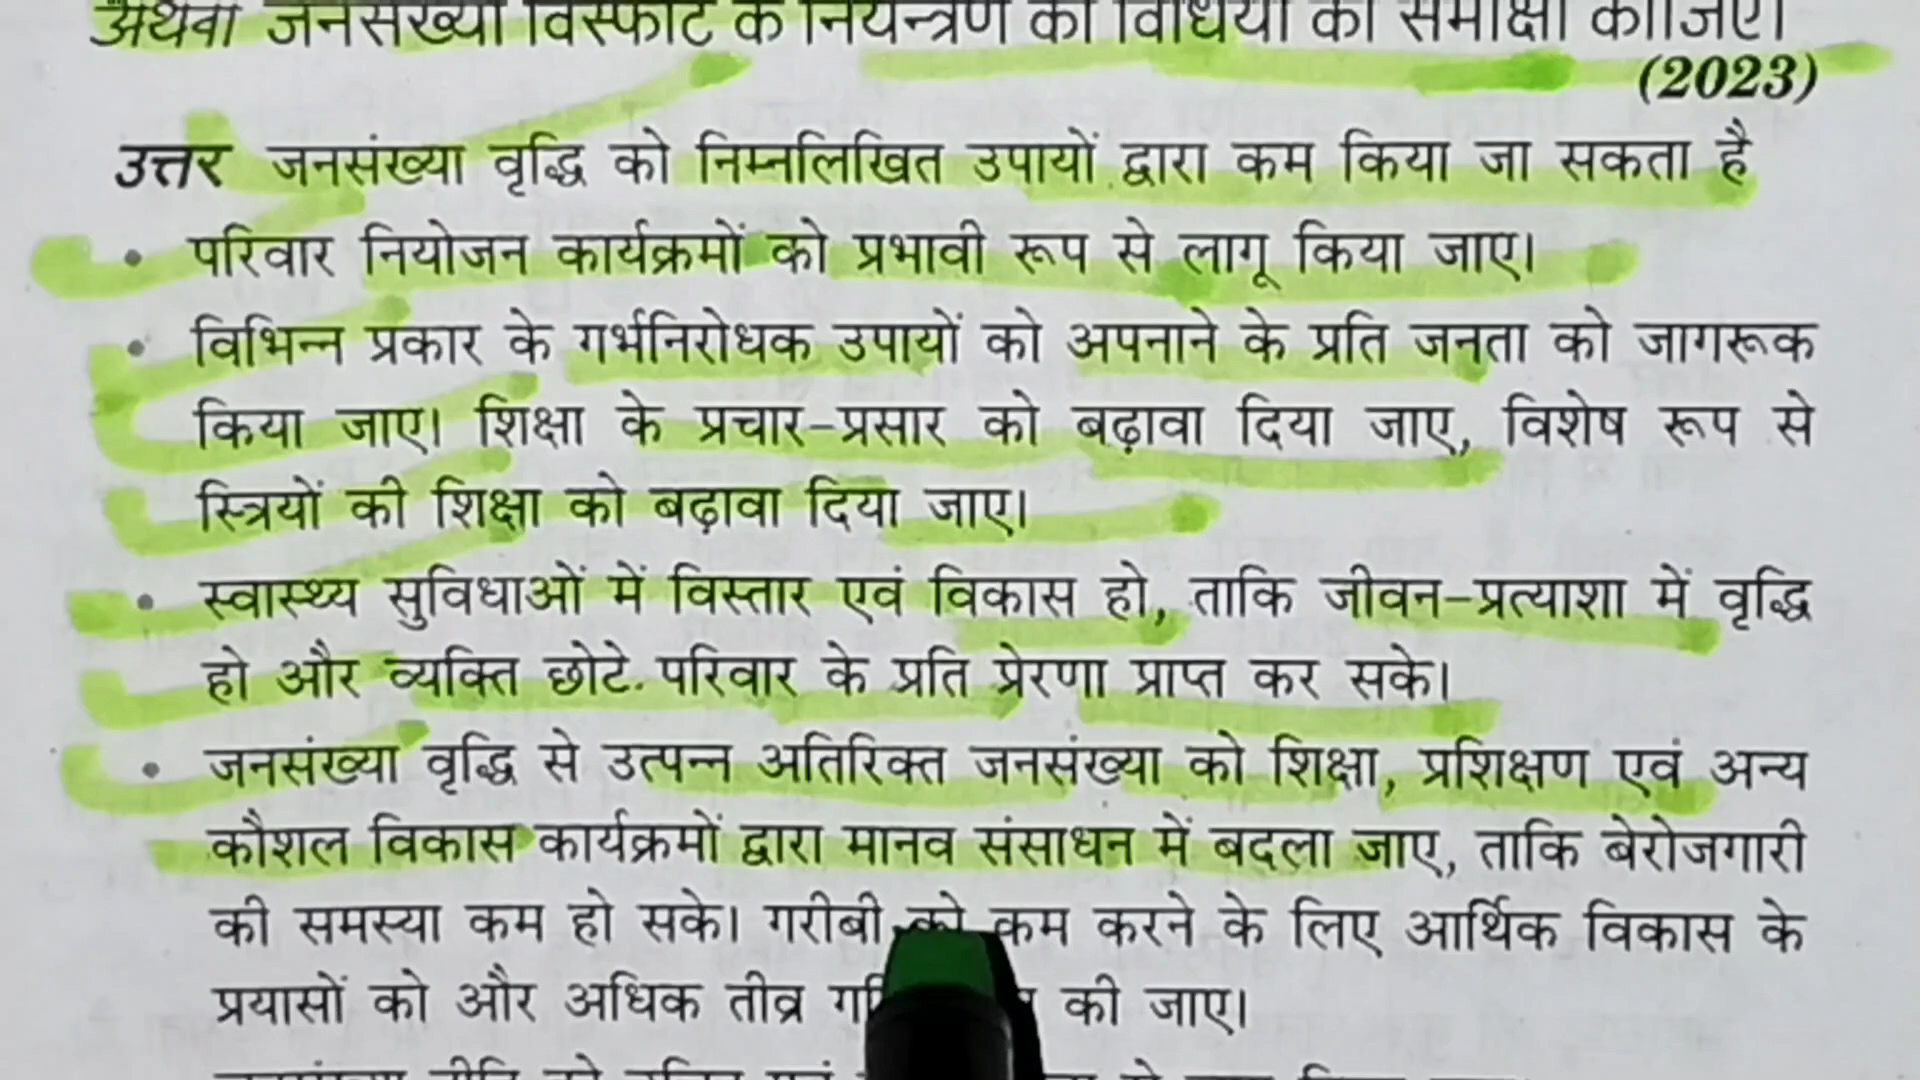 अथवा जनसंख्या विस्फोट के नियन्त्रण की विधियों की समीक्षा कीजिए।
(2023)
उत्तर जनसंख्या वृद्धि को निम्नलिखित उपायों द्वारा कम किया जा सकता है
• परिवार नियोजन कार्यक्रमों को प्रभावी रूप से लागू किया जाए।
• विभिन्न प्रकार के गर्भनिरोधक उपायों को अपनाने के प्रति जनता को जागरूक
किया जाए। शिक्षा के प्रचार-प्रसार को बढ़ावा दिया जाए, विशेष रूप से
स्त्रियों की शिक्षा को बढ़ावा दिया जाए।
• स्वास्थ्य सुविधाओं में विस्तार एवं विकास हो, ताकि जीवन-प्रत्याशा में वृद्धि
हो और व्यक्ति छोटे परिवार के प्रति प्रेरणा प्राप्त कर सके।
• जनसंख्या वृद्धि से उत्पन्न अतिरिक्त जनसंख्या को शिक्षा, प्रशिक्षण एवं अन्य
कौशल विकास कार्यक्रमों द्वारा मानव संसाधन में बदला जाए, ताकि बेरोजगारी
की समस्या कम हो सके। गरीबी को कम करने के लिए आर्थिक विकास के
प्रयासों को और अधिक तीव्र की जाए।